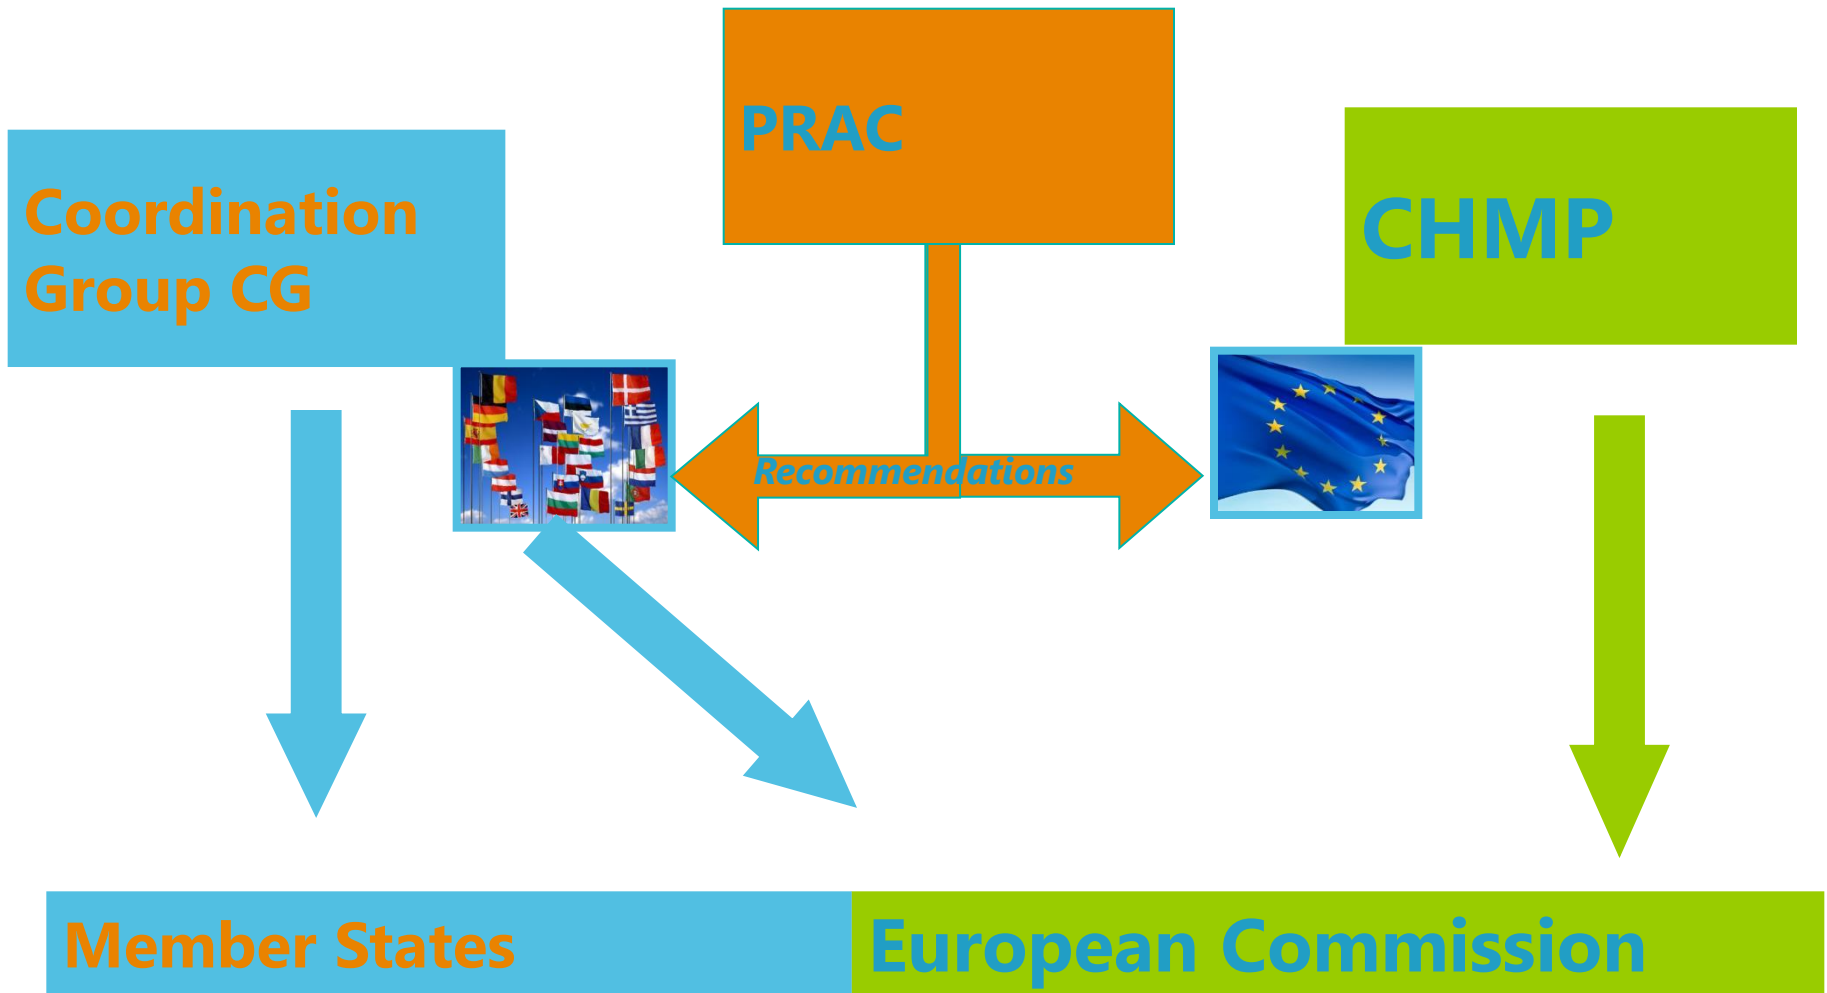 PRAC
Coordination
Group CG
CHMP
Recommendations
Member States
European Commission